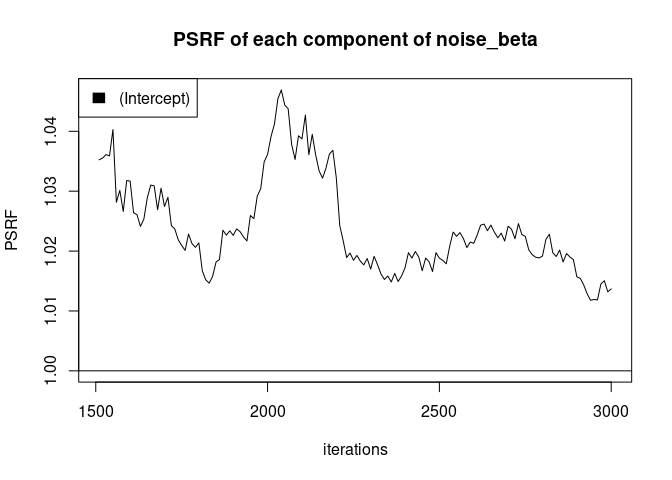 PSRF of each component of noise_beta
(Intercept)
PSRF
1.04
1.03
1.02
1.01
1.00
1500 2000 2500 3000
iterations